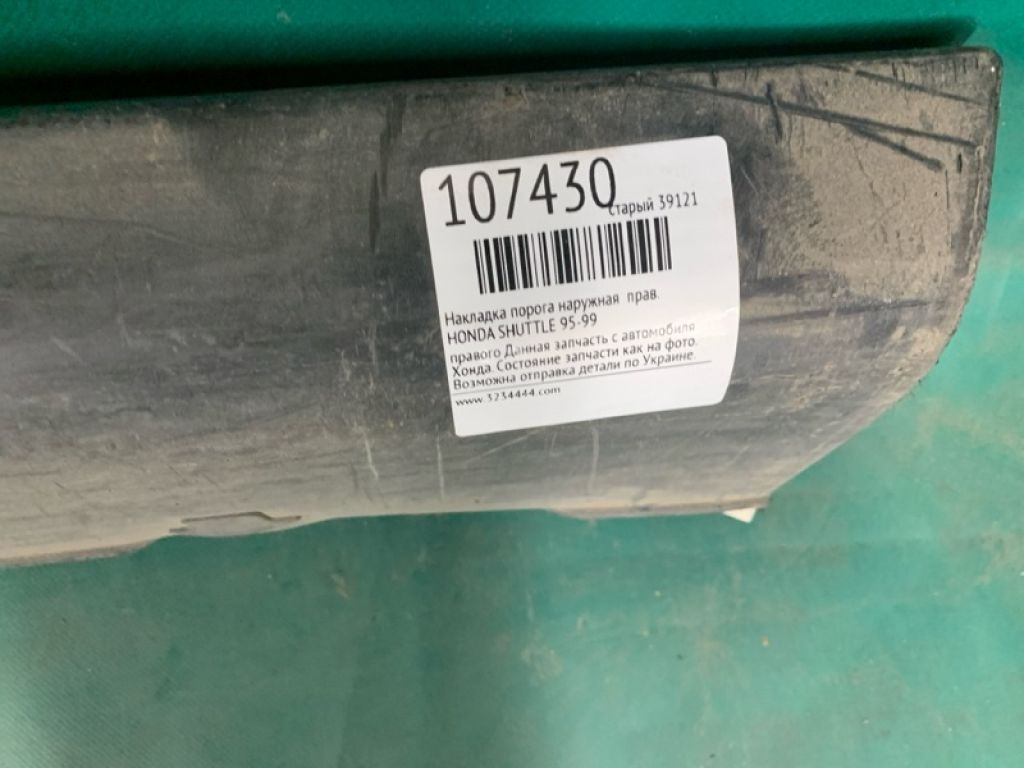 107430
старый 39121
Накладка порога наружная прав.
HONDA SHUTTLE 95-99
правого Данная запчасть с автомобиля
Хонда. Состояние запчасти как на фото.
Возможна отправка детали по Украине.
www.3234444.com